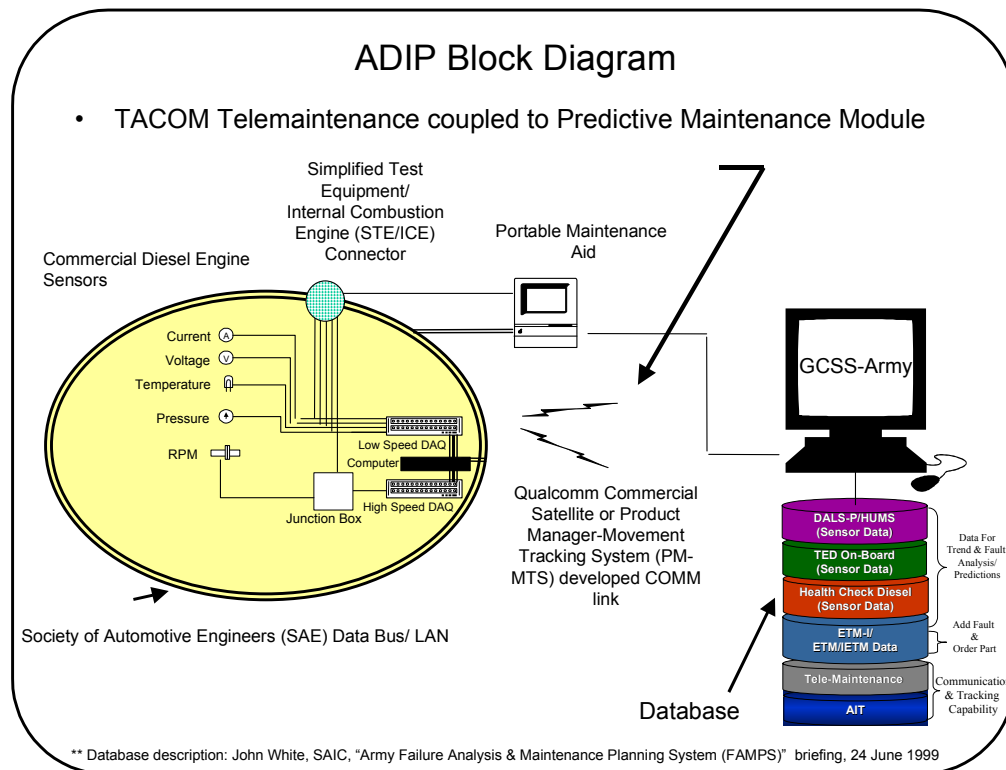 ADIP Block Diagram
• TACOM Telemaintenance coupled to Predictive Maintenance Module
Simplified Test
Equipment/
Internal Combustion
Engine (STE/ICE)
Connector
Portable Maintenance
Aid
Commercial Diesel Engine
Sensors
Current
A
Voltage
V
Temperature
Pressure
RPM
Low Speed DAQ
Computer
High Speed DAQ
Junction Box
GCSS-Army
Qualcomm Commercial
Satellite or Product
Manager-Movement
Tracking System (PM-
MTS) developed COMM
link
DALS-P/HUMS
(Sensor Data)
TED On-Board
(Sensor Data)
Health Check Diesel
(Sensor Data)
ETM-I/
ETM/IETM Data
Tele-Maintenance
AIT
Data For
Trend & Fault
Analysis/
Predictions
Add Fault
&
Order Part
Communication
& Tracking
Capability
Society of Automotive Engineers (SAE) Data Bus/ LAN
Database
** Database description: John White, SAIC, “Army Failure Analysis & Maintenance Planning System (FAMPS)” briefing, 24 June 1999